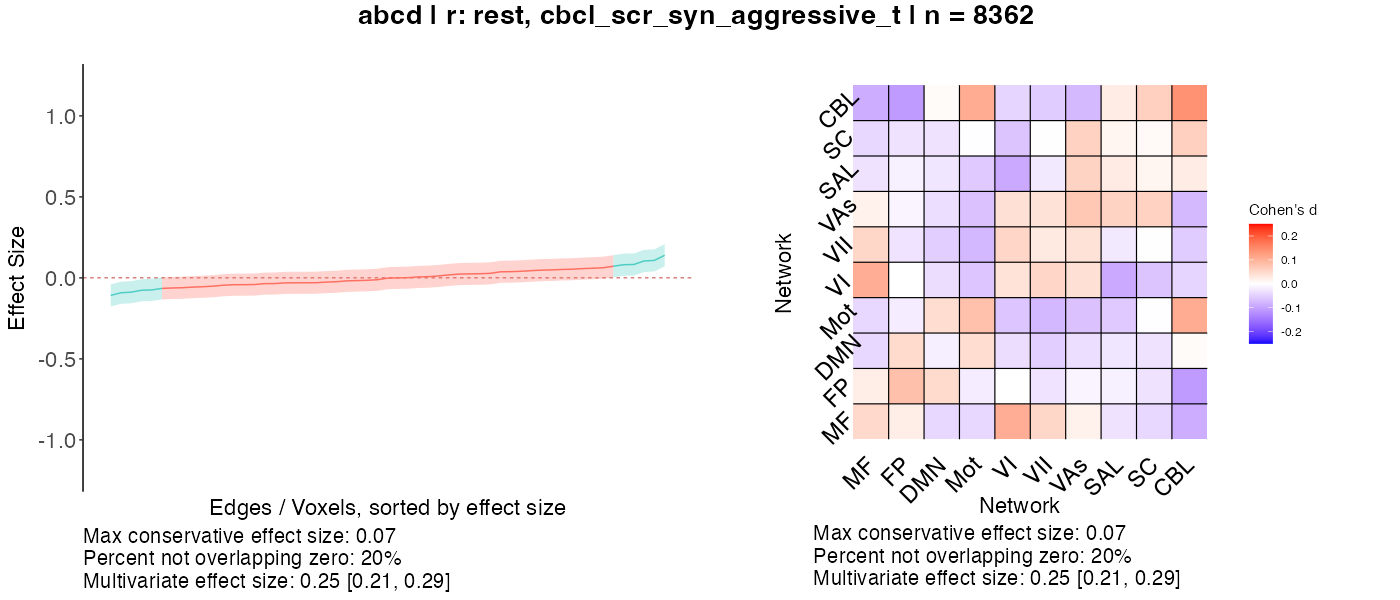 abcd | r: rest, cbcl_scr_syn_aggressive_t | n = 8362
Effect Size
1.0
0.5
0.0
-0.5
-1.0
Edges / Voxels, sorted by effect size
Max conservative effect size: 0.07
Percent not overlapping zero: 20%
Multivariate effect size: 0.25 [0.21, 0.29]
Network
CBL
SC
SAL
VAs
VII
VI
Mot
DMN
FP
MF
MF
FP
DMN
Mot
VI
VII
VAs
SAL
SC
CBL
Network
Max conservative effect size: 0.07
Percent not overlapping zero: 20%
Multivariate effect size: 0.25 [0.21, 0.29]
Cohen's d
0.2
0.1
0.0
-0.1
-0.2